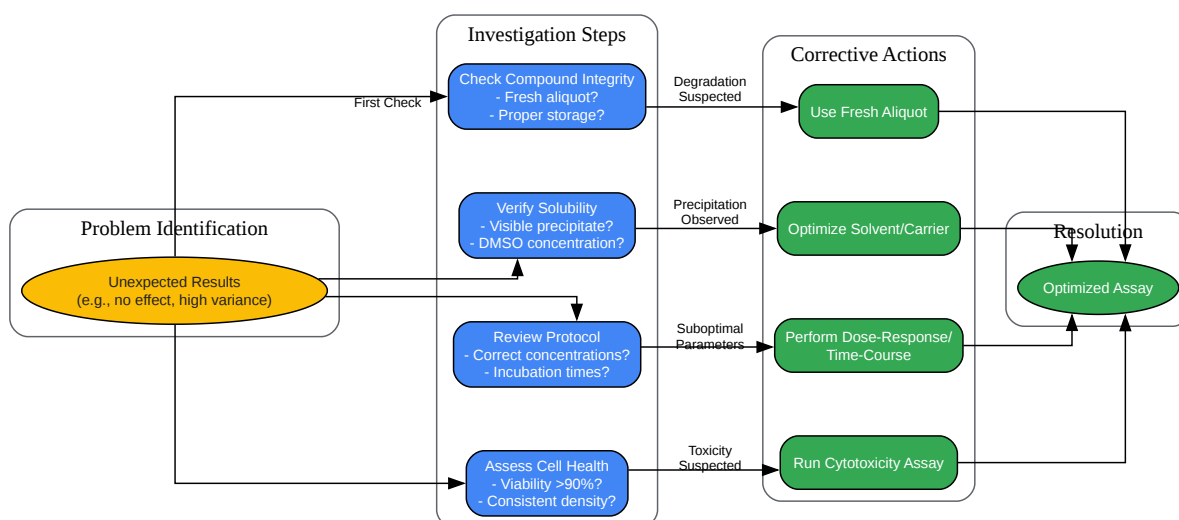 Problem Identification
Unexpected Results
(e.g., no effect, high variance)
First Check
Investigation Steps
Check Compound Integrity
- Fresh aliquot?
- Proper storage?
Verify Solubility
- Visible precipitate?
- DMSO concentration?
Review Protocol
- Correct concentrations?
- Incubation times?
Assess Cell Health
- Viability >90%?
- Consistent density?
Degradation
Suspected
Precipitation
Observed
Suboptimal
Parameters
Toxicity
Suspected
Corrective Actions
Use Fresh Aliquot
Optimize Solvent/Carrier
Perform Dose-Response/
Time-Course
Run Cytotoxicity Assay
Resolution
Optimized Assay